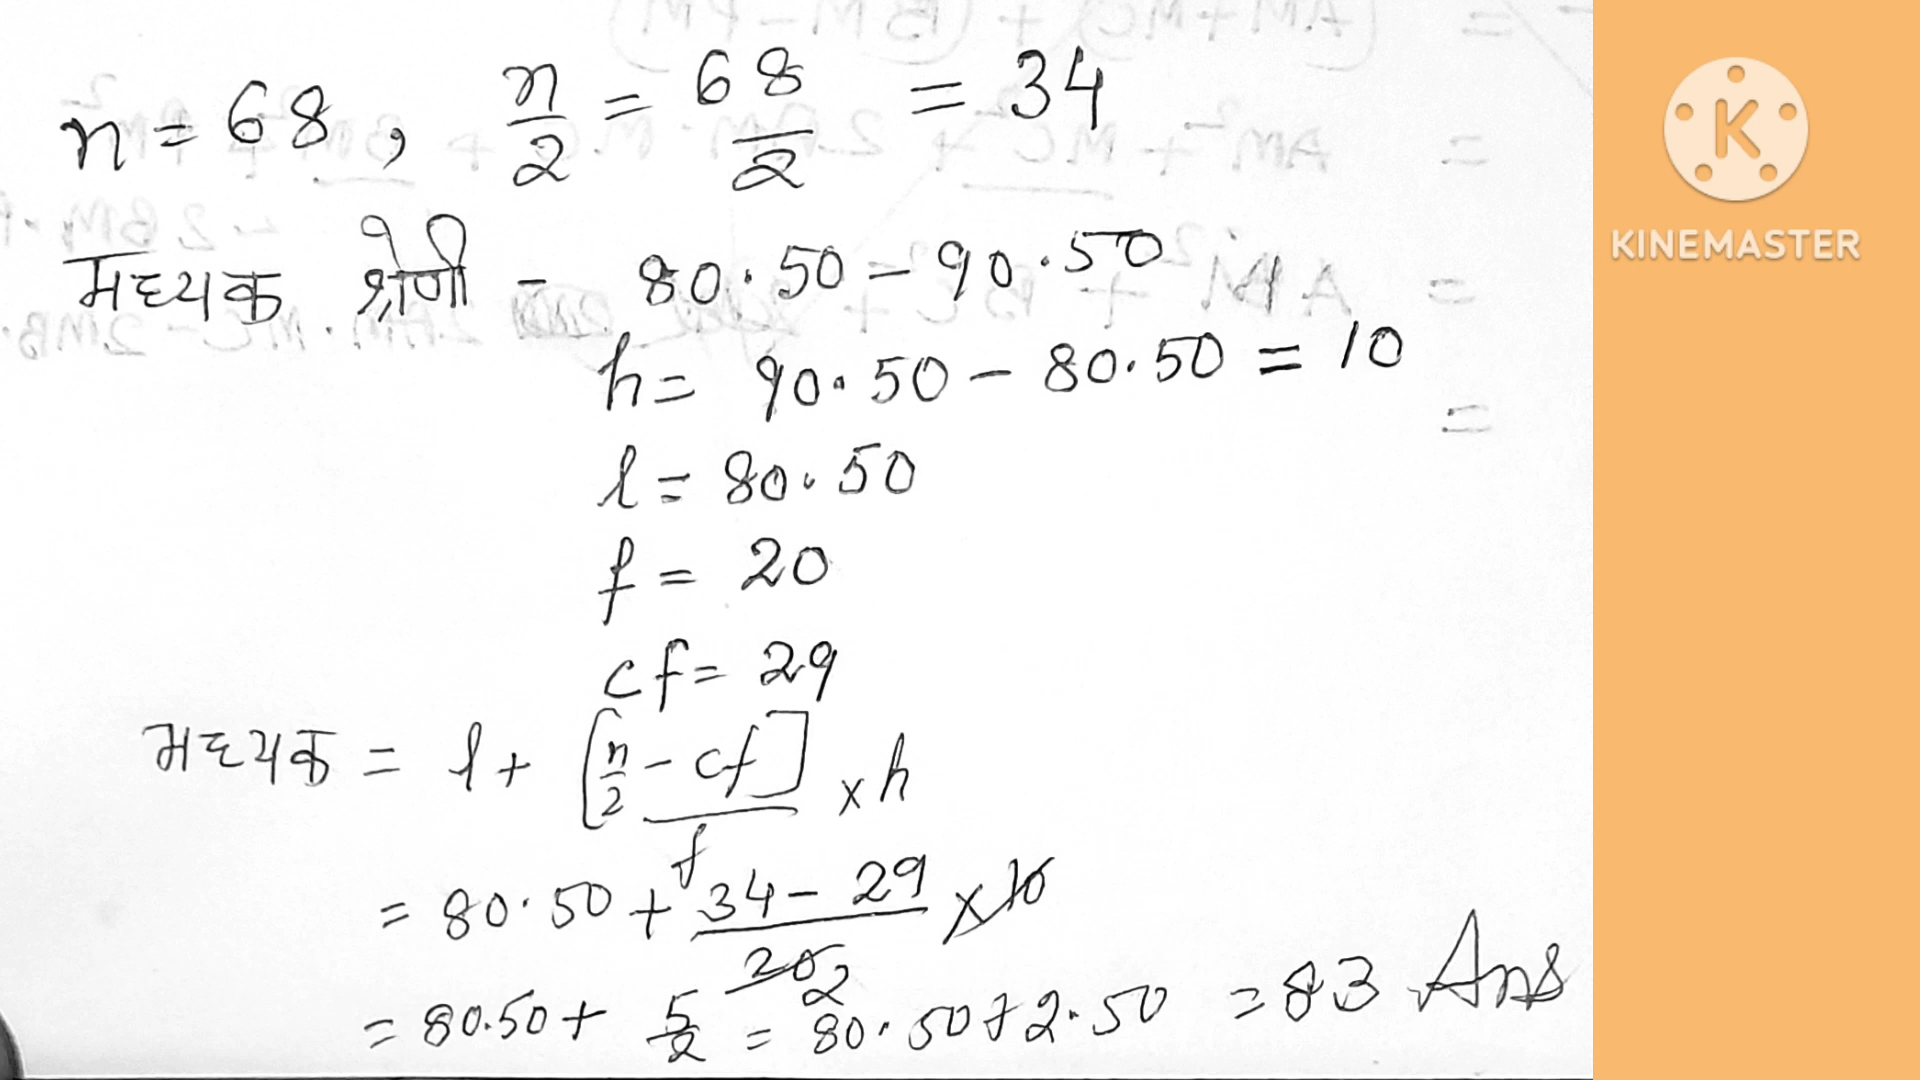 n = 68, n/2 = 68/2 = 34
मध्यक श्रेणी - 80.50 - 90.50
h = 90.50 - 80.50 = 10
l = 80.50
f = 20
cf = 29
मध्यक = l + [n/2 - cf]/f x h
= 80.50 + 34 - 29/20 2 x 10
= 80.50 + 5/2 = 80.50 + 2.50 = 83 Ans
K
KINEMASTER